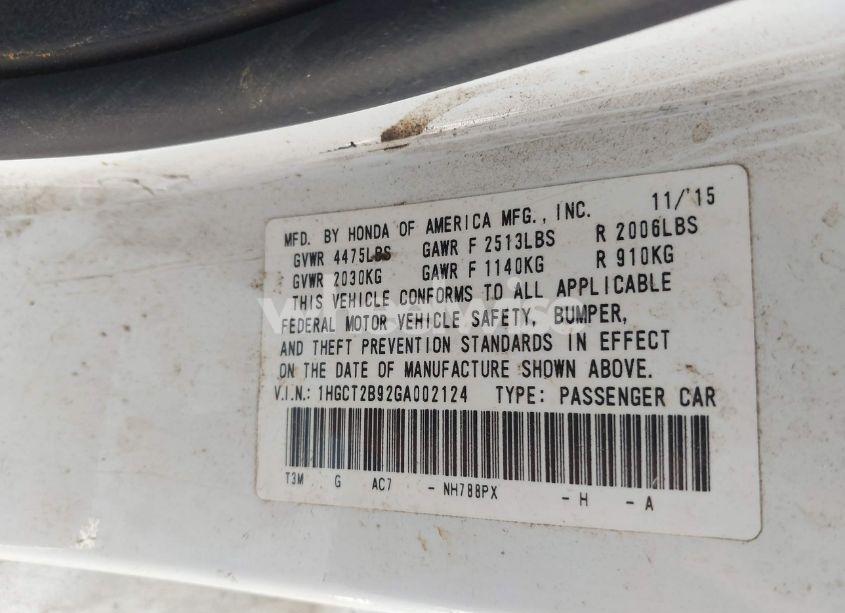 11/'15
MFD. BY HONDA OF AMERICA MFG., INC.
GVWR 4475LBS GAWR F 2513LBS R 2006LBS
GVWR 2030KG GAWR F 1140KG R 910KG
THIS VEHICLE CONFORMS TO ALL APPLICABLE
FEDERAL MOTOR VEHICLE SAFETY, BUMPER,
AND THEFT PREVENTION STANDARDS IN EFFECT
ON THE DATE OF MANUFACTURE SHOWN ABOVE.
V.I.N.: 1HGCT2B92GA002124 TYPE: PASSENGER CAR
T3M G AC7 - NH788PX - H - A